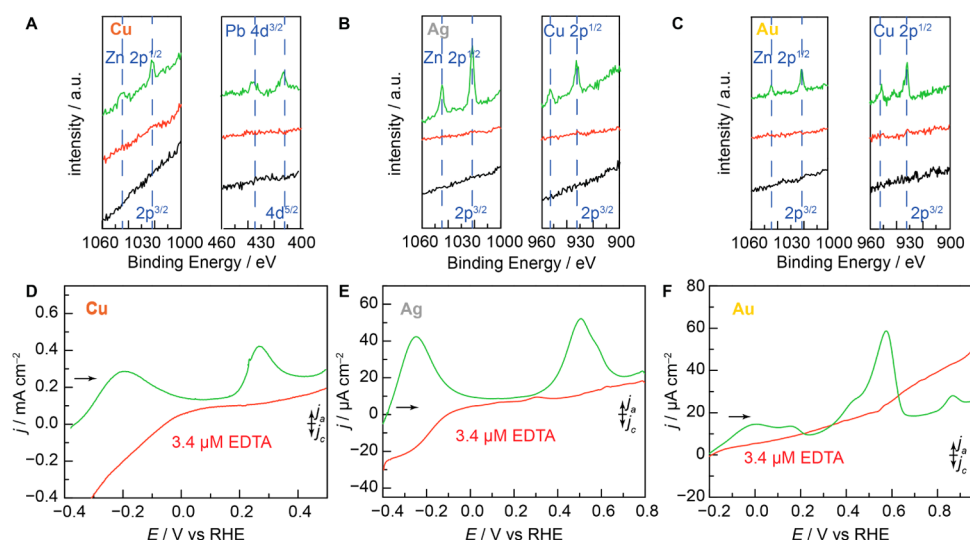 A Cu
Zn 2p1/2
Pb 4d3/2
intensity / a.u.
2p3/2
4d5/2
1060 1030 1000
460 430 400
Binding Energy / eV
B Ag
Zn 2p1/2
Cu 2p1/2
intensity / a.u.
2p3/2
2p3/2
1060 1030 1000
960 930 900
Binding Energy / eV
C Au
Zn 2p1/2
Cu 2p1/2
intensity / a.u.
2p3/2
2p3/2
1060 1030 1000
960 930 900
Binding Energy / eV
D Cu
0.6
0.4
0.2
0.0
−0.2
−0.4
j / mA cm−2
3.4 µM EDTA
ja
jc
−0.4 −0.2 0.0 0.2 0.4
E / V vs RHE
E Ag
60
40
20
0
−20
−40
j / µA cm−2
3.4 µM EDTA
ja
jc
−0.4 −0.2 0.0 0.2 0.4 0.6 0.8
E / V vs RHE
F Au
80
60
40
20
0
−20
j / µA cm−2
3.4 µM EDTA
ja
jc
−0.2 0.0 0.2 0.4 0.6 0.8
E / V vs RHE